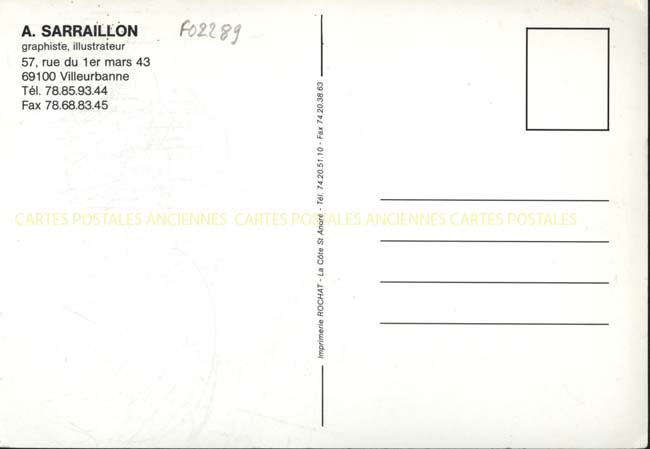 A. SARRAILLON
graphiste, illustrateur
57, rue du 1er mars 43
69100 Villeurbanne
Tél. 78.85.93.44
Fax 78.68.83.45
F02289
Imprimerie ROCHAT - La Côte St André - Tél. 74.20.51.10 - Fax 74.20.38.63
CARTES POSTALES ANCIENNES CARTES POSTALES ANCIENNES CARTES POSTALES